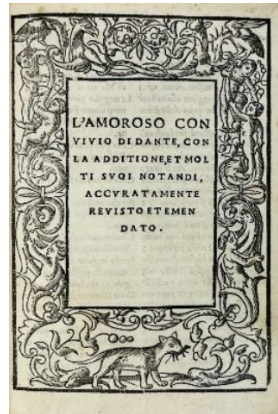 L'AMOROSO CON
VIVIO DI DANTE, CON
LA ADDITIONE, ET MOL
TI SVOI NOTANDI,
ACCVRATAMENTE
REVISTO ET EMEN
DATO.